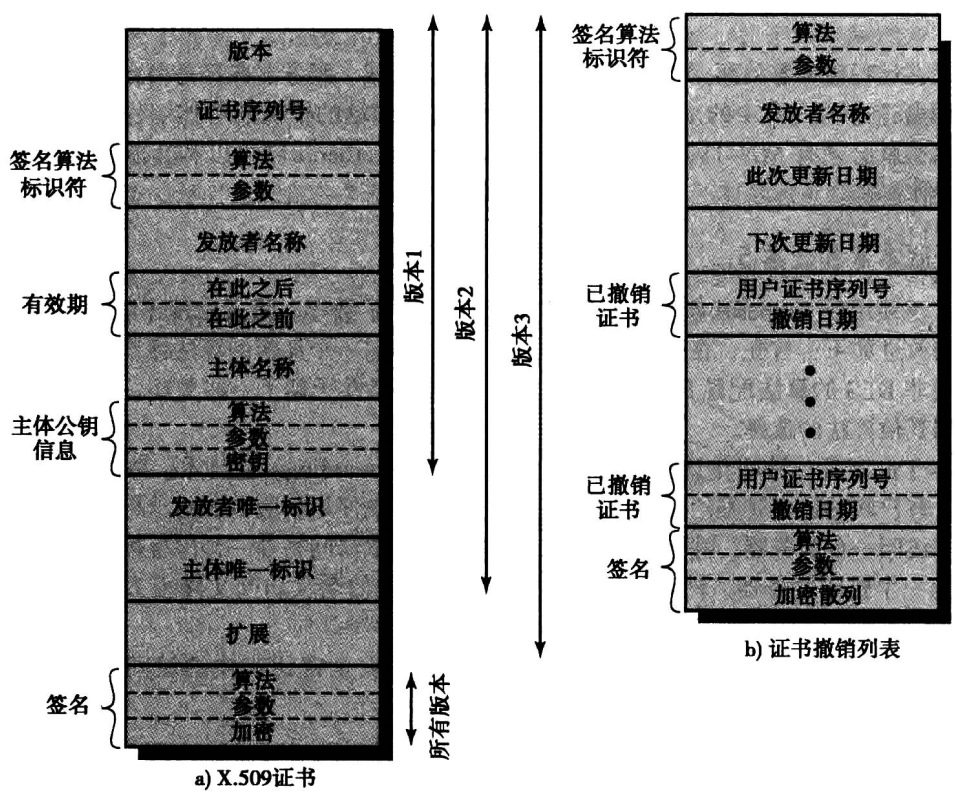 版本
证书序列号
签名算法
标识符
算法
参数
发放者名称
有效期
在此之后
在此之前
主体名称
主体公钥
信息
算法
参数
密钥
发放者唯一标识
主体唯一标识
扩展
签名
算法
参数
加密
版本1
版本2
版本3
所有版本
a) X.509证书
签名算法
标识符
算法
参数
发放者名称
此次更新日期
下次更新日期
已撤销
证书
用户证书序列号
撤销日期
已撤销
证书
用户证书序列号
撤销日期
签名
算法
参数
加密散列
b) 证书撤销列表